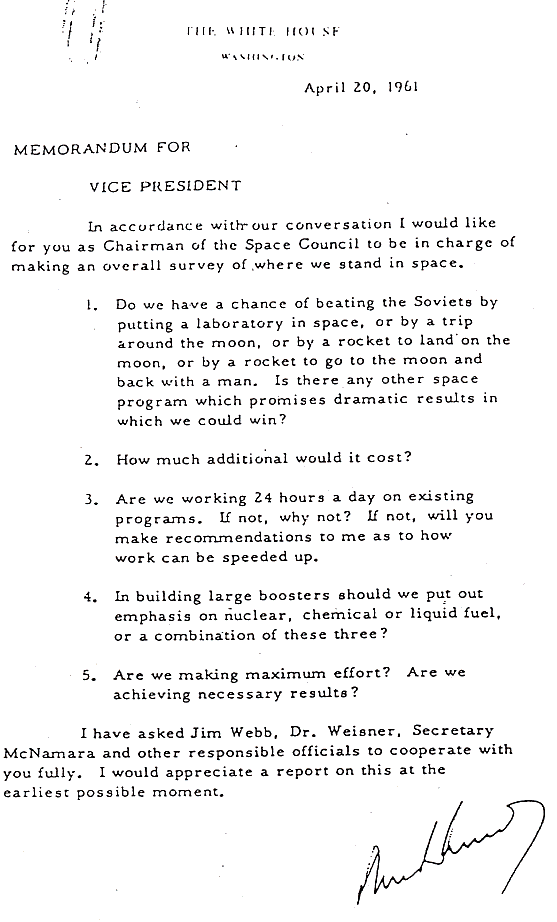 THE WHITE HOUSE
WASHINGTON
April 20, 1961
MEMORANDUM FOR
VICE PRESIDENT
In accordance with our conversation I would like
for you as Chairman of the Space Council to be in charge of
making an overall survey of where we stand in space.
1. Do we have a chance of beating the Soviets by
putting a laboratory in space, or by a trip
around the moon, or by a rocket to land on the
moon, or by a rocket to go to the moon and
back with a man. Is there any other space
program which promises dramatic results in
which we could win?
2. How much additional would it cost?
3. Are we working 24 hours a day on existing
programs. If not, why not? If not, will you
make recommendations to me as to how
work can be speeded up.
4. In building large boosters should we put out
emphasis on nuclear, chemical or liquid fuel,
or a combination of these three?
5. Are we making maximum effort? Are we
achieving necessary results?
I have asked Jim Webb, Dr. Weisner, Secretary
McNamara and other responsible officials to cooperate with
you fully. I would appreciate a report on this at the
earliest possible moment.